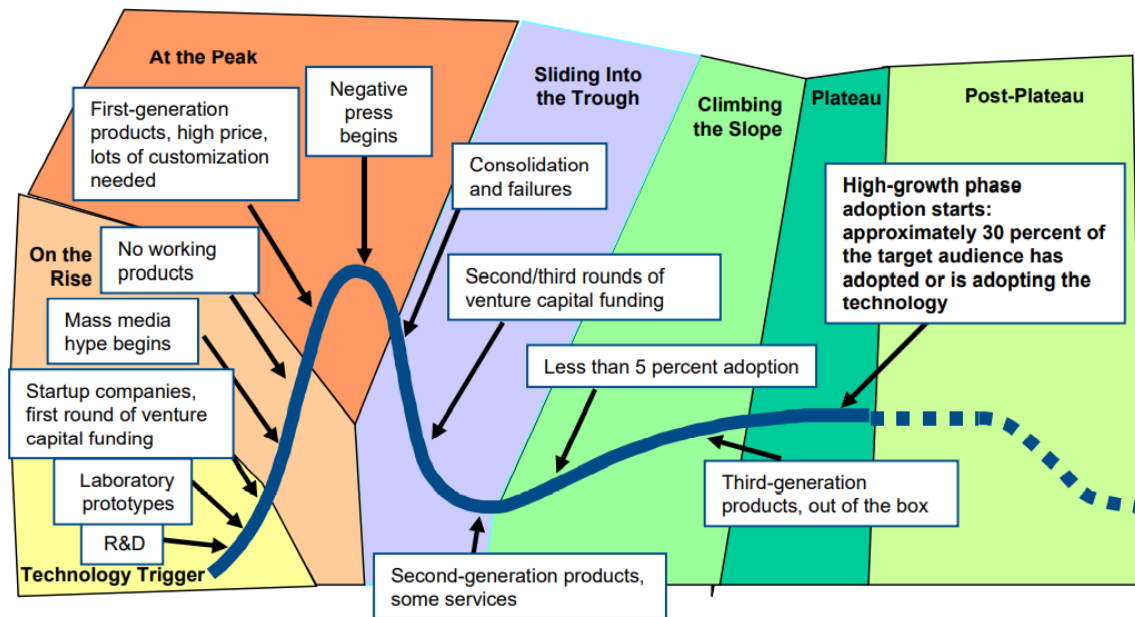 At the Peak
First-generation
products, high price,
lots of customization
needed
Negative
press begins
Sliding Into
the Trough
Consolidation
and failures
Climbing
the Slope
Plateau
Post-Plateau
High-growth phase
adoption starts:
approximately 30 percent of
the target audience has
adopted or is adopting the
technology
On the
Rise
No working
products
Mass media
hype begins
Second/third rounds of
venture capital funding
Startup companies,
first round of venture
capital funding
Less than 5 percent adoption
Laboratory
prototypes
Third-generation
products, out of the box
R&D
Technology Trigger
Second-generation products,
some services